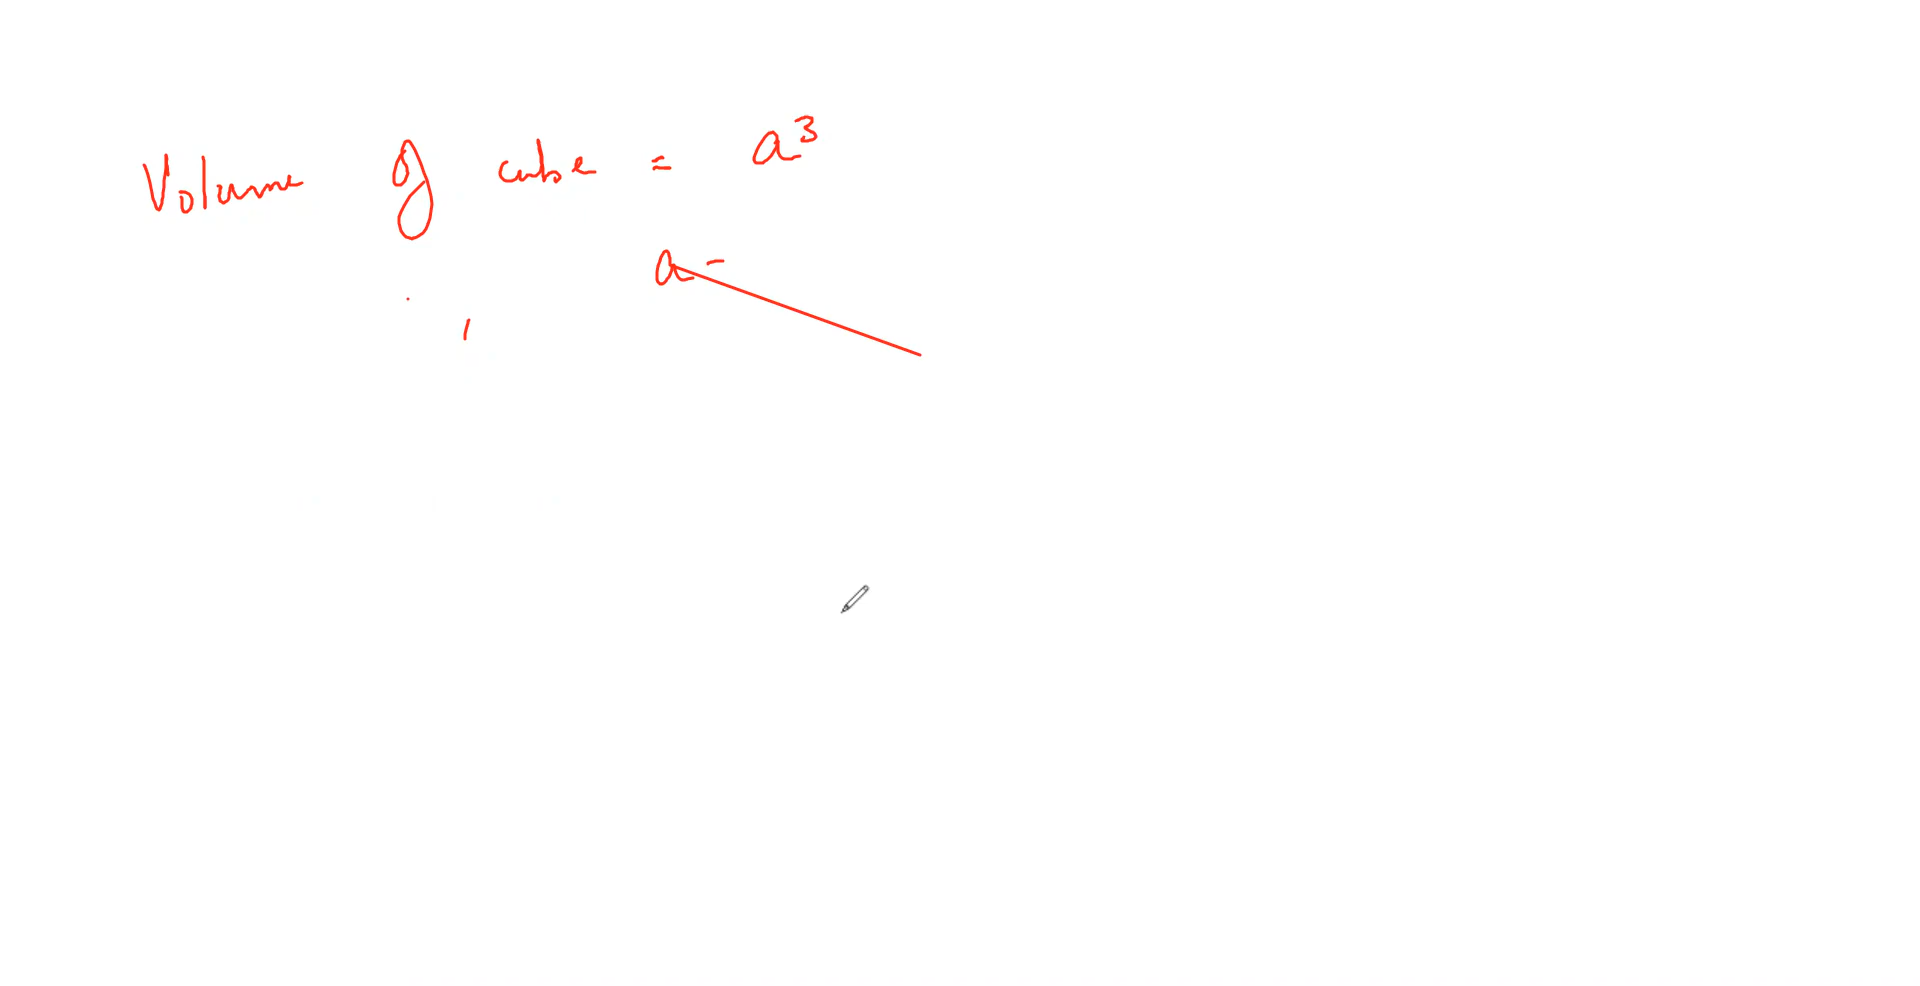 Volume of cube = a³
a -